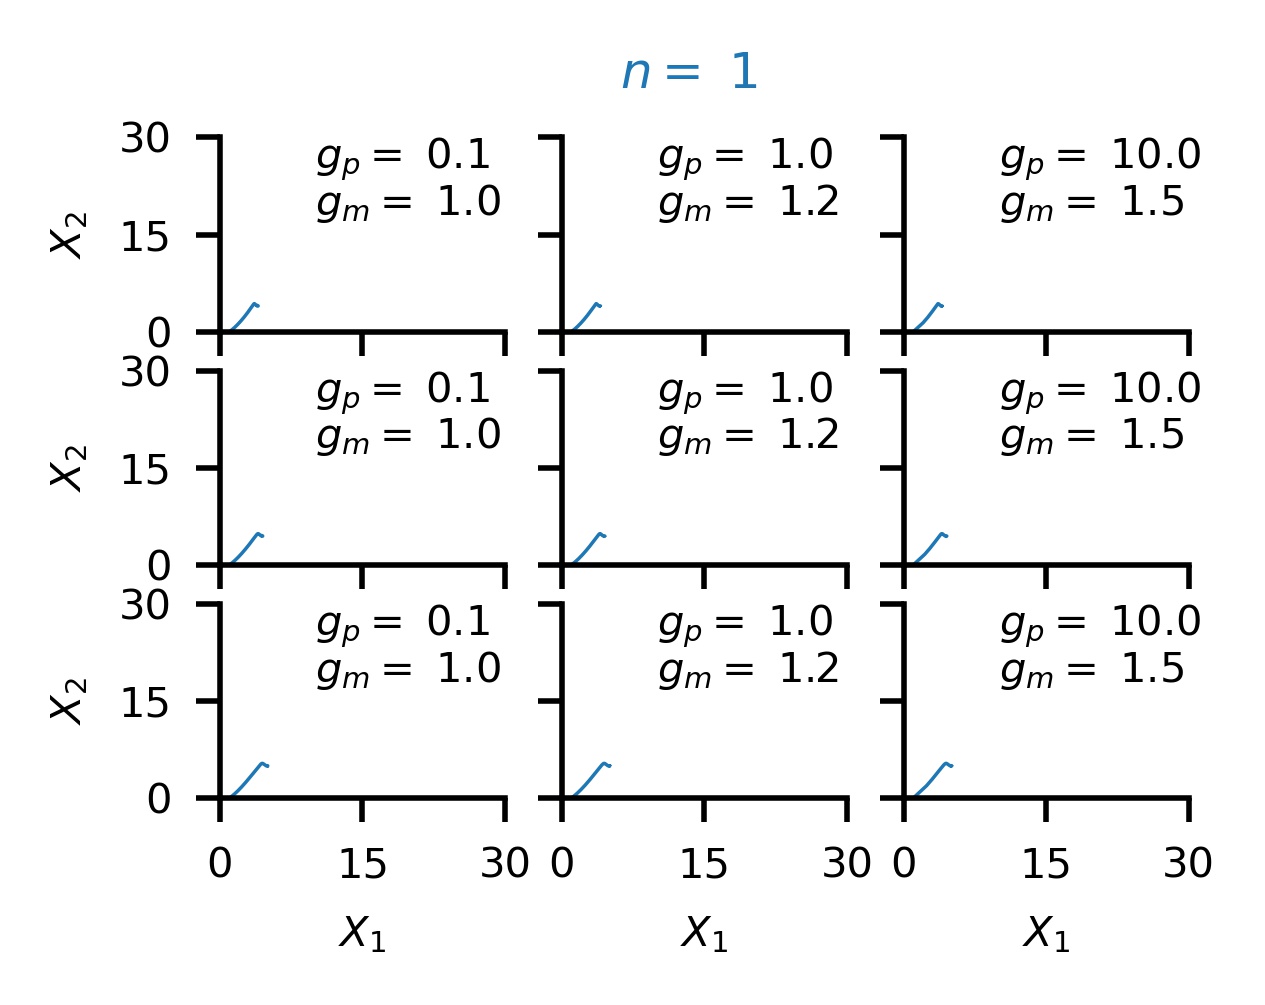 n = 1
30
g_p = 0.1
g_m = 1.0
g_p = 1.0
g_m = 1.2
g_p = 10.0
g_m = 1.5
X_2
15
0
30
g_p = 0.1
g_m = 1.0
g_p = 1.0
g_m = 1.2
g_p = 10.0
g_m = 1.5
X_2
15
0
30
g_p = 0.1
g_m = 1.0
g_p = 1.0
g_m = 1.2
g_p = 10.0
g_m = 1.5
X_2
15
0
0 15 30 0 15 30 0 15 30
X_1 X_1 X_1